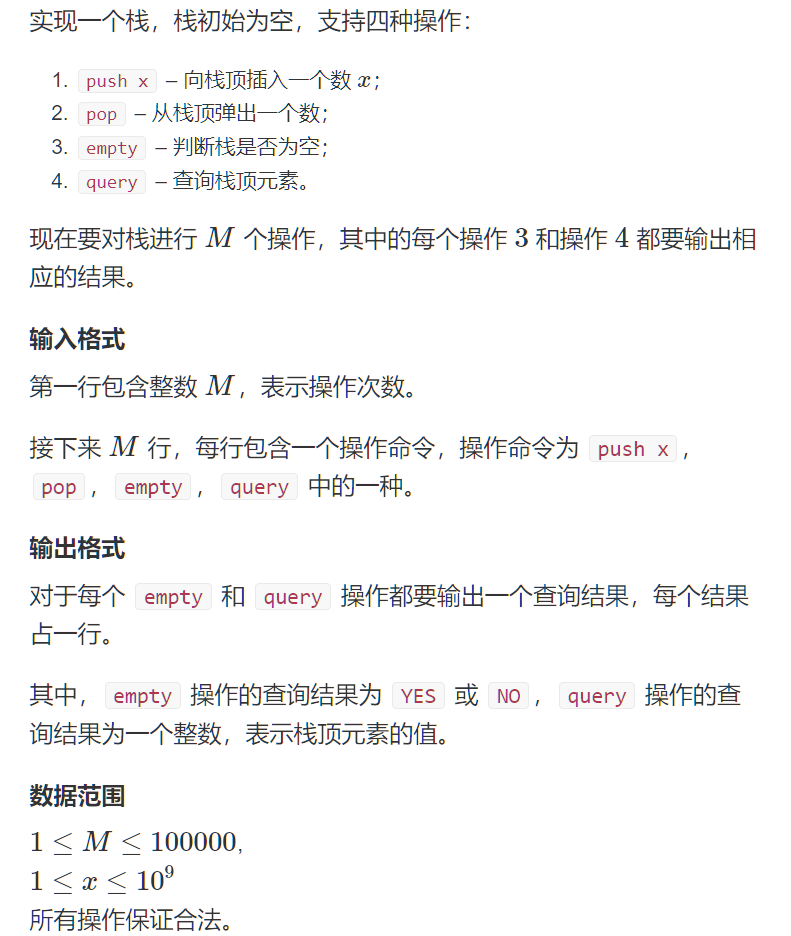 实现一个栈，栈初始为空，支持四种操作：
1. push x – 向栈顶插入一个数 x；
2. pop – 从栈顶弹出一个数；
3. empty – 判断栈是否为空；
4. query – 查询栈顶元素。
现在要对栈进行 M 个操作，其中的每个操作 3 和操作 4 都要输出相
应的结果。
输入格式
第一行包含整数 M，表示操作次数。
接下来 M 行，每行包含一个操作命令，操作命令为 push x，
pop，empty，query 中的一种。
输出格式
对于每个 empty 和 query 操作都要输出一个查询结果，每个结果
占一行。
其中，empty 操作的查询结果为 YES 或 NO，query 操作的查
询结果为一个整数，表示栈顶元素的值。
数据范围
1 ≤ M ≤ 100000,
1 ≤ x ≤ 10⁹
所有操作保证合法。